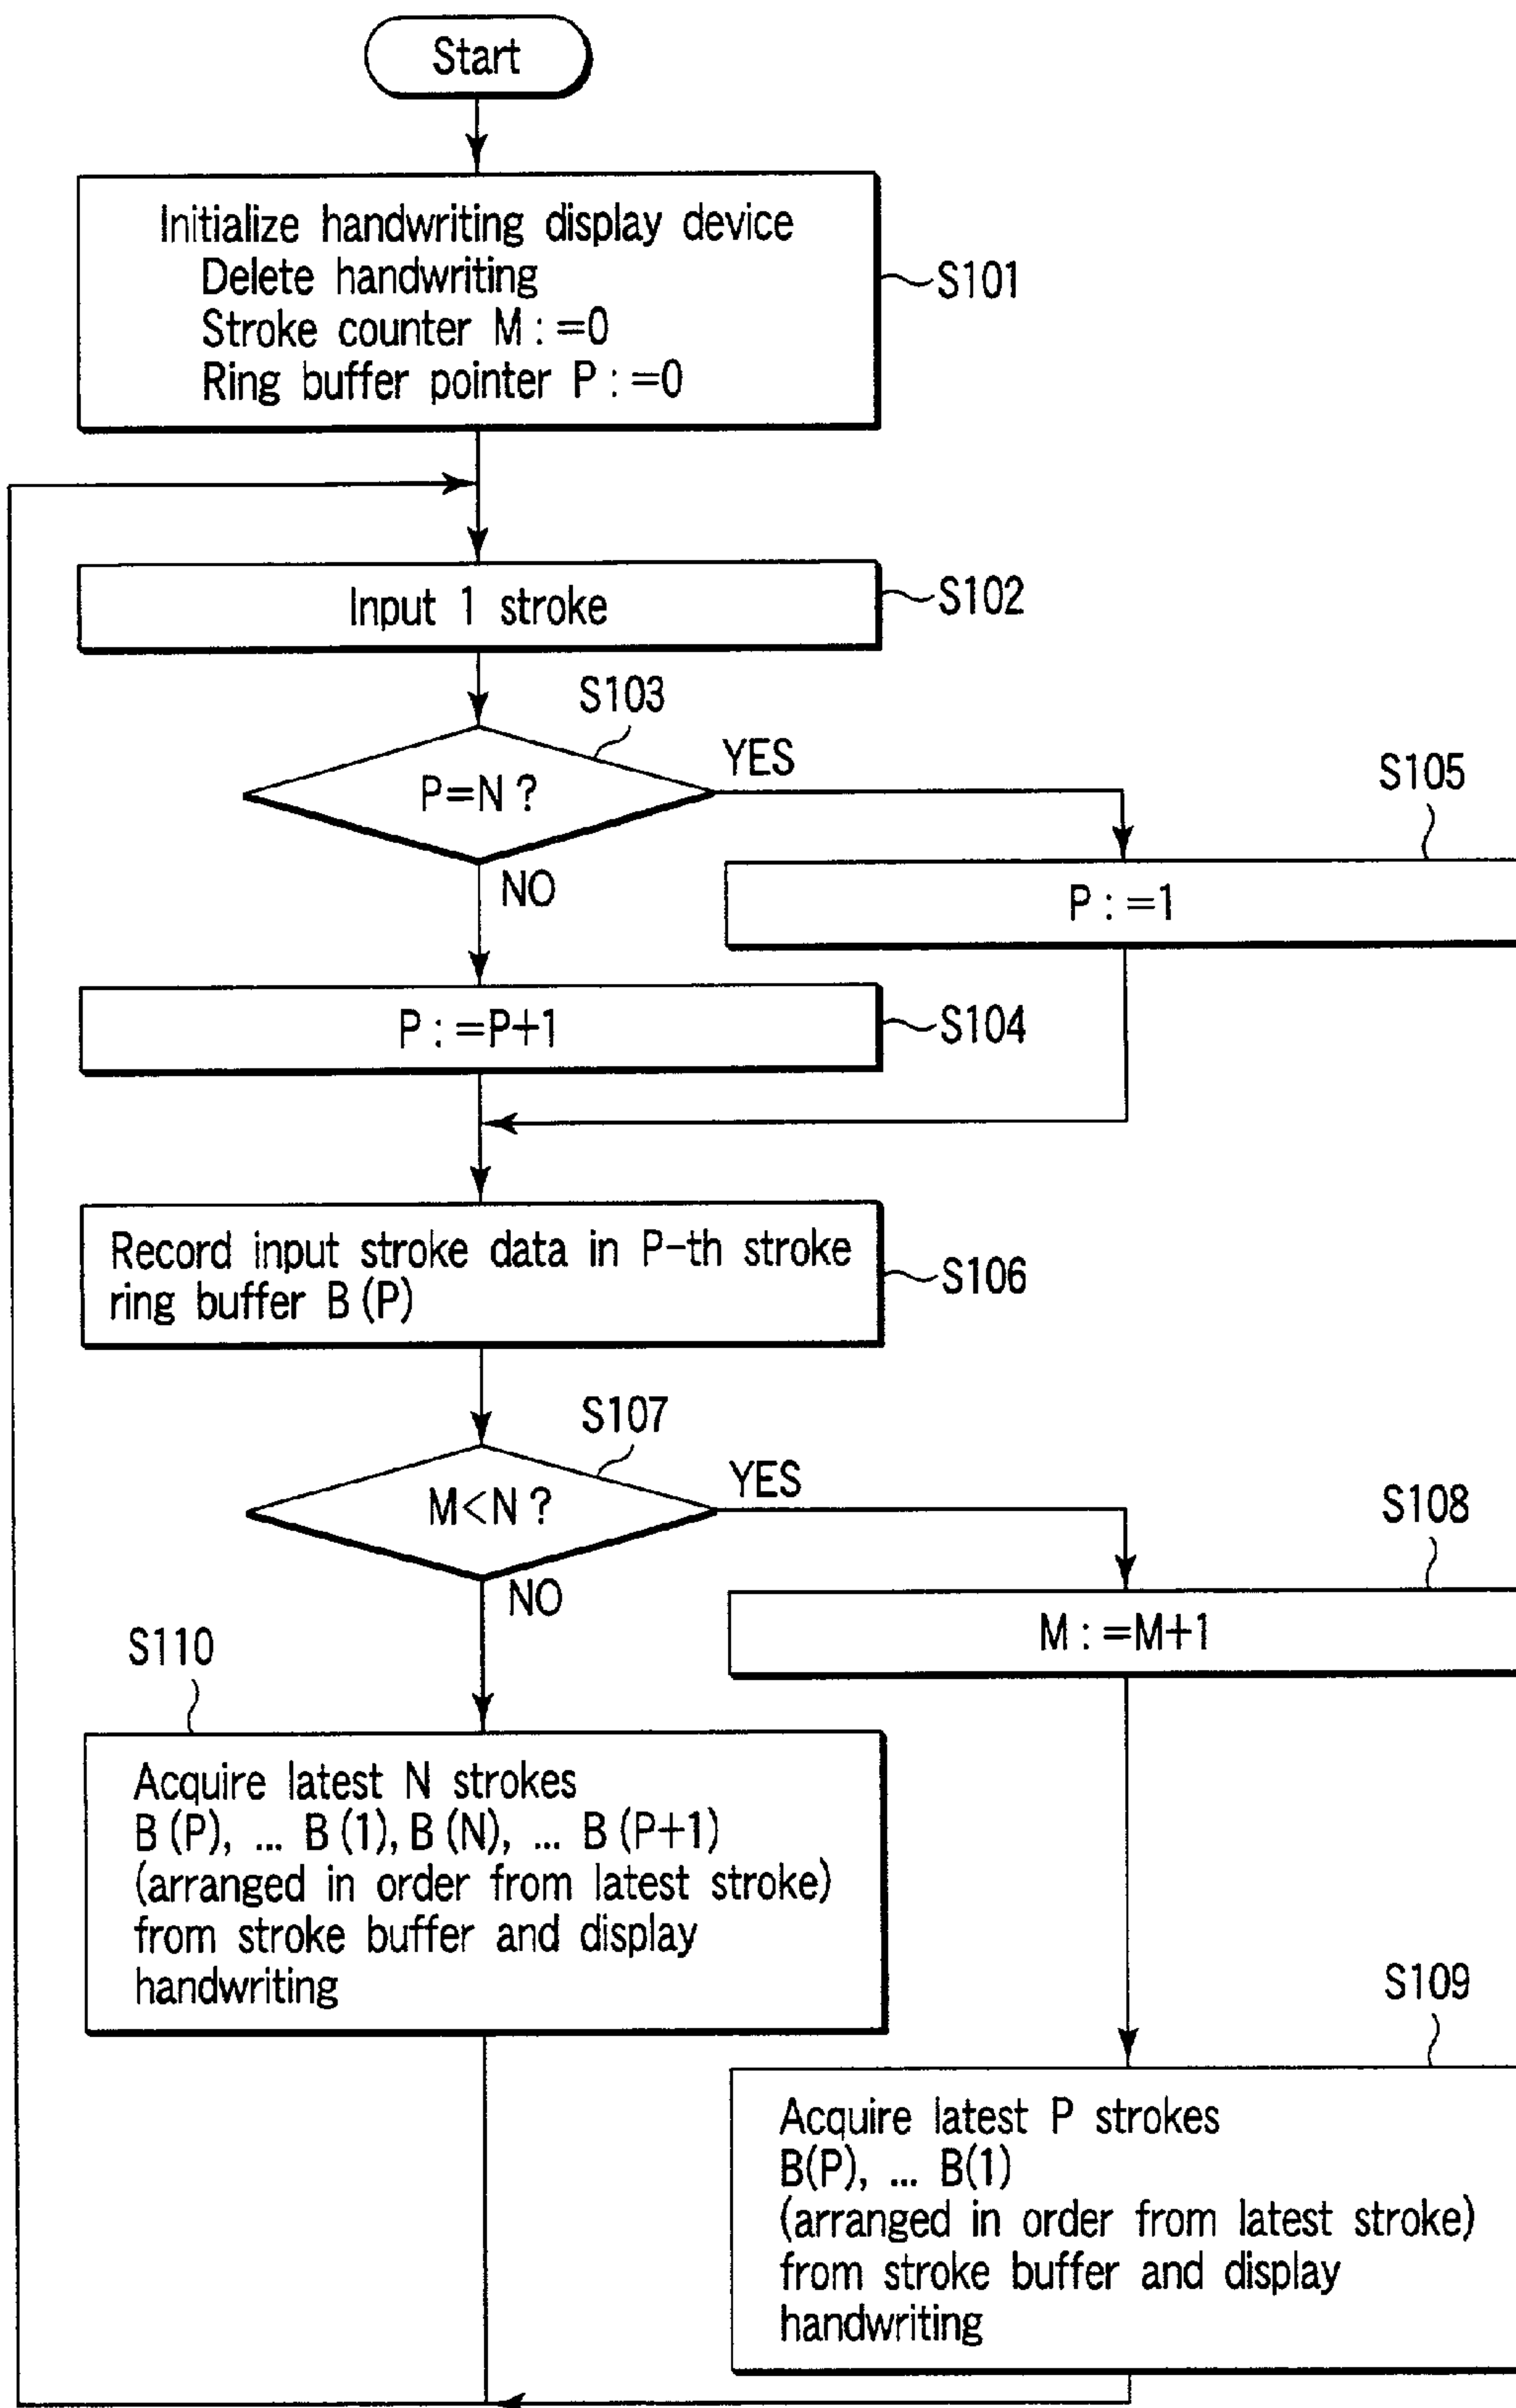 Start
Initialize handwriting display device
Delete handwriting
Stroke counter M : =0
Ring buffer pointer P : =0
S101
Input 1 stroke
S102
S103
P=N ?
YES
NO
S105
P : =1
P : =P+1
S104
Record input stroke data in P-th stroke
ring buffer B (P)
S106
S107
M<N ?
YES
NO
S108
M : =M+1
S110
Acquire latest N strokes
B (P), ... B (1), B (N), ... B (P+1)
(arranged in order from latest stroke)
from stroke buffer and display
handwriting
S109
Acquire latest P strokes
B(P), ... B(1)
(arranged in order from latest stroke)
from stroke buffer and display
handwriting